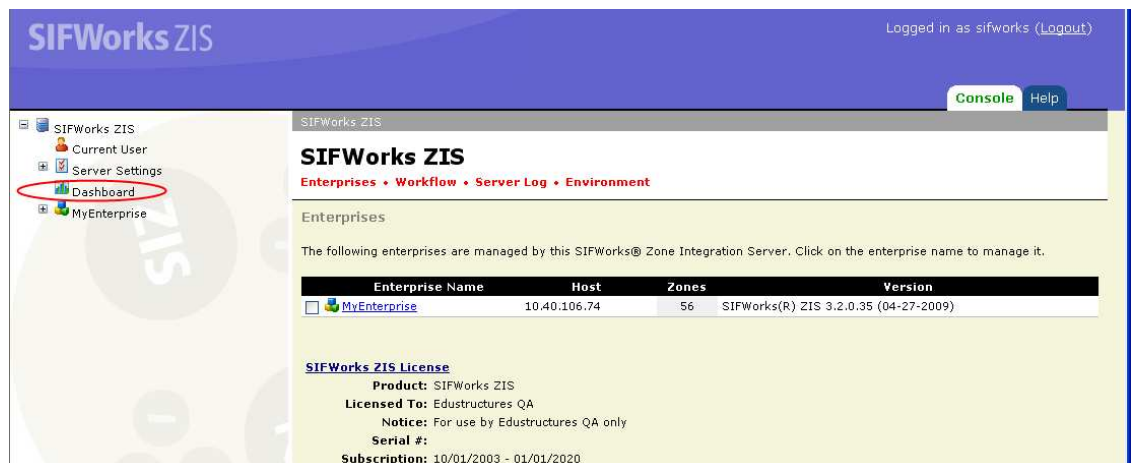 SIFWorks ZIS
Logged in as sifworks (Logout)
Console Help
SIFWorks ZIS
Current User
Server Settings
Dashboard
MyEnterprise
ZIS
SIFWorks ZIS
SIFWorks ZIS
Enterprises • Workflow • Server Log • Environment
Enterprises
The following enterprises are managed by this SIFWorks® Zone Integration Server. Click on the enterprise name to manage it.
Enterprise Name Host Zones Version
MyEnterprise 10.40.106.74 56 SIFWorks(R) ZIS 3.2.0.35 (04-27-2009)
SIFWorks ZIS License
Product: SIFWorks ZIS
Licensed To: Edustructures QA
Notice: For use by Edustructures QA only
Serial #:
Subscription: 10/01/2003 - 01/01/2020